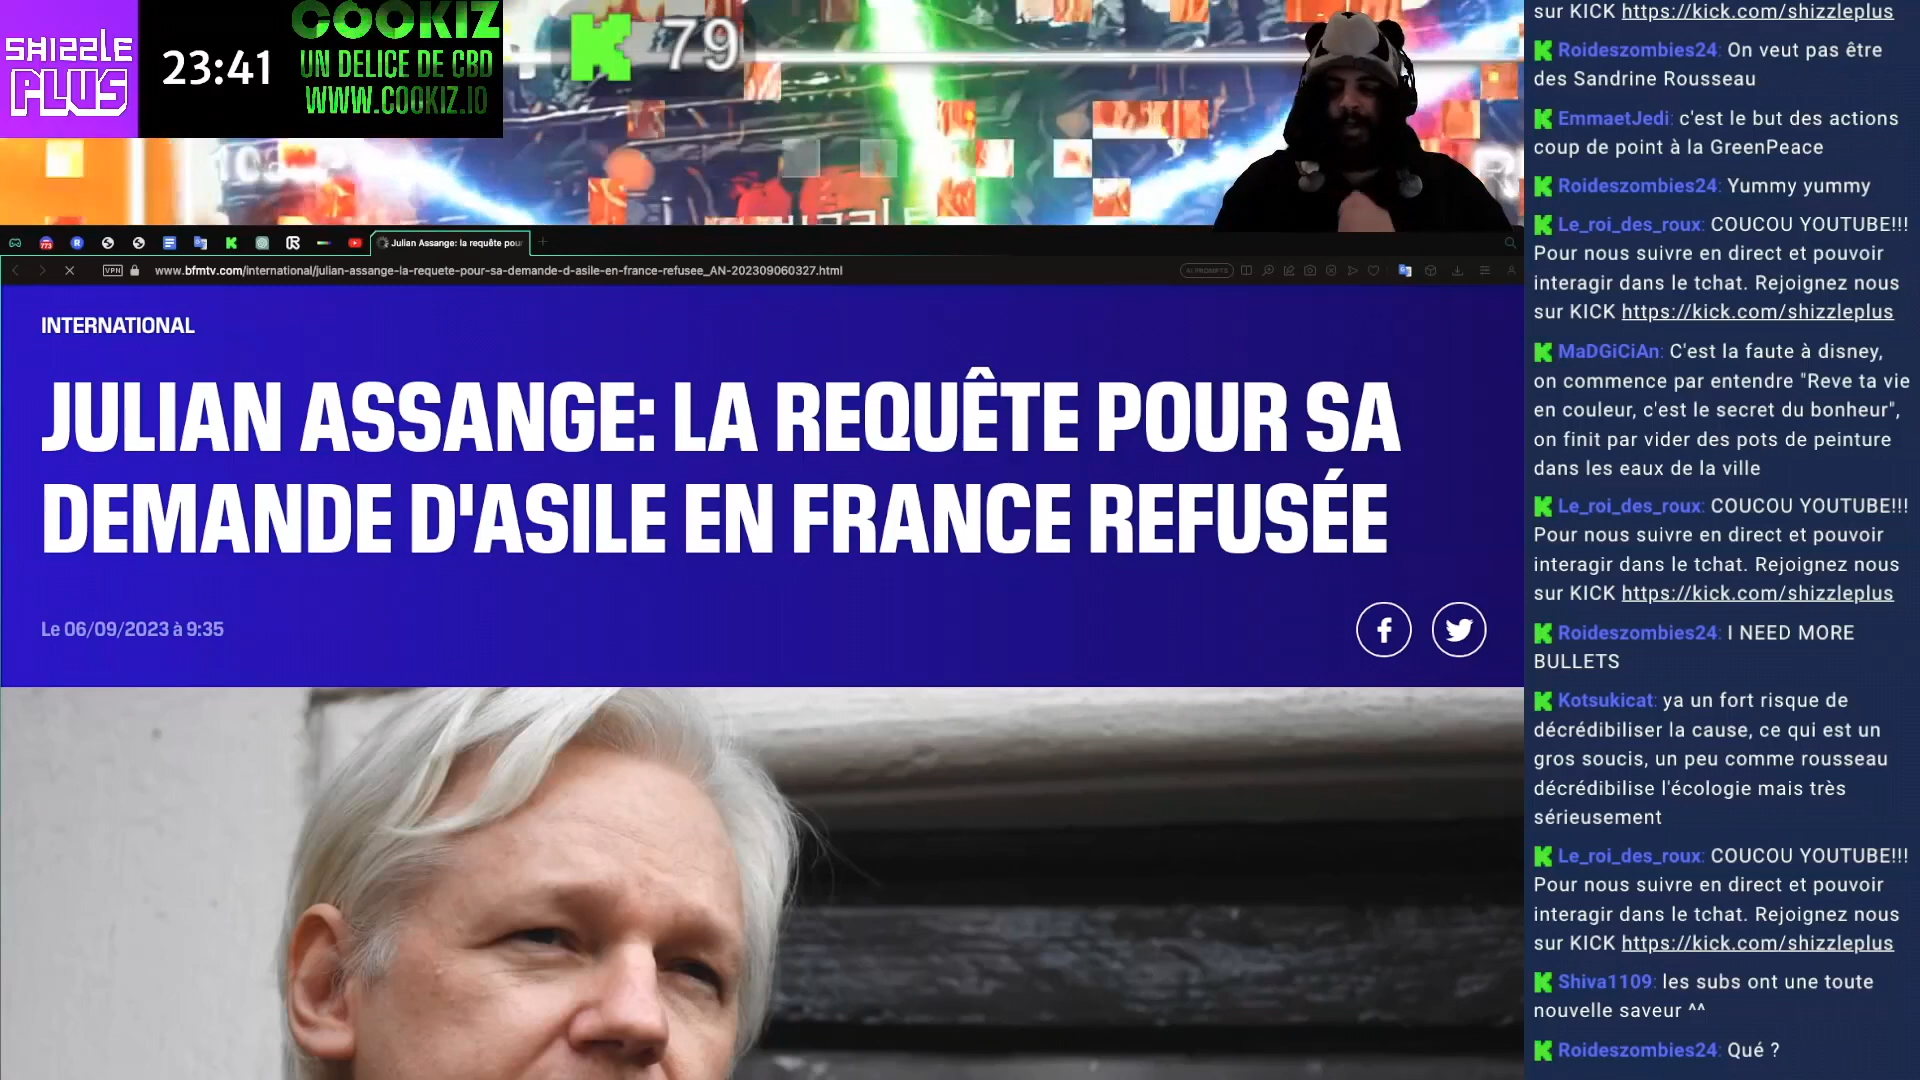 SHIZZLE
PLUS
23:41
COOKIZ
UN DELICE DE CBD
WWW.COOKIZ.IO
79
Julian Assange: la requête pour
VPN
www.bfmtv.com/international/julian-assange-la-requete-pour-sa-demande-d-asile-en-france-refusee_AN-202309060327.html
AI PROMPTS
INTERNATIONAL
JULIAN ASSANGE: LA REQUÊTE POUR SA
DEMANDE D'ASILE EN FRANCE REFUSÉE
Le 06/09/2023 à 9:35
sur KICK https://kick.com/shizzleplus
Roideszombies24: On veut pas être
des Sandrine Rousseau
EmmaetJedi: c'est le but des actions
coup de point à la GreenPeace
Roideszombies24: Yummy yummy
Le_roi_des_roux: COUCOU YOUTUBE!!!
Pour nous suivre en direct et pouvoir
interagir dans le tchat. Rejoignez nous
sur KICK https://kick.com/shizzleplus
MaDGiCiAn: C'est la faute à disney,
on commence par entendre "Reve ta vie
en couleur, c'est le secret du bonheur",
on finit par vider des pots de peinture
dans les eaux de la ville
Le_roi_des_roux: COUCOU YOUTUBE!!!
Pour nous suivre en direct et pouvoir
interagir dans le tchat. Rejoignez nous
sur KICK https://kick.com/shizzleplus
Roideszombies24: I NEED MORE
BULLETS
Kotsukicat: ya un fort risque de
décrédibiliser la cause, ce qui est un
gros soucis, un peu comme rousseau
décrédibilise l'écologie mais très
sérieusement
Le_roi_des_roux: COUCOU YOUTUBE!!!
Pour nous suivre en direct et pouvoir
interagir dans le tchat. Rejoignez nous
sur KICK https://kick.com/shizzleplus
Shiva1109: les subs ont une toute
nouvelle saveur ^^
Roideszombies24: Qué ?